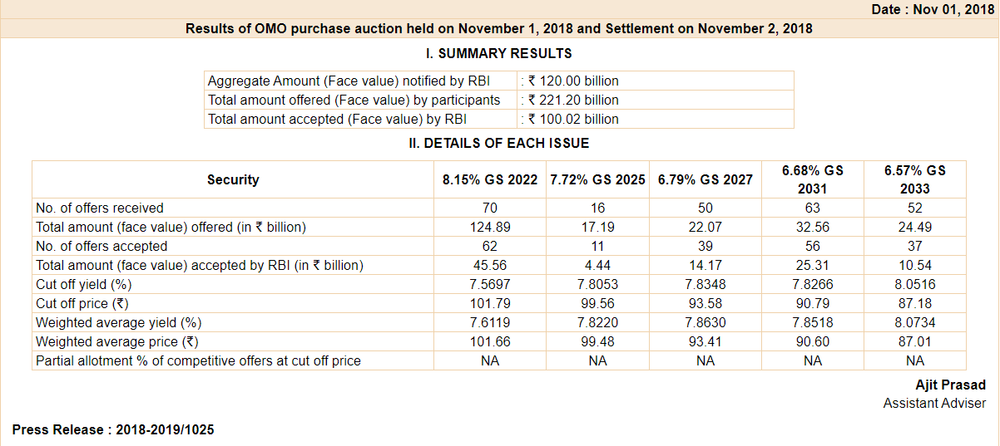 Date : Nov 01, 2018
Results of OMO purchase auction held on November 1, 2018 and Settlement on November 2, 2018
I. SUMMARY RESULTS
Aggregate Amount (Face value) notified by RBI : ₹ 120.00 billion
Total amount offered (Face value) by participants : ₹ 221.20 billion
Total amount accepted (Face value) by RBI : ₹ 100.02 billion
II. DETAILS OF EACH ISSUE
Security 8.15% GS 2022 7.72% GS 2025 6.79% GS 2027 6.68% GS 2031 6.57% GS 2033
No. of offers received 70 16 50 63 52
Total amount (face value) offered (in ₹ billion) 124.89 17.19 22.07 32.56 24.49
No. of offers accepted 62 11 39 56 37
Total amount (face value) accepted by RBI (in ₹ billion) 45.56 4.44 14.17 25.31 10.54
Cut off yield (%) 7.5697 7.8053 7.8348 7.8266 8.0516
Cut off price (₹) 101.79 99.56 93.58 90.79 87.18
Weighted average yield (%) 7.6119 7.8220 7.8630 7.8518 8.0734
Weighted average price (₹) 101.66 99.48 93.41 90.60 87.01
Partial allotment % of competitive offers at cut off price NA NA NA NA NA
Ajit Prasad
Assistant Adviser
Press Release : 2018-2019/1025